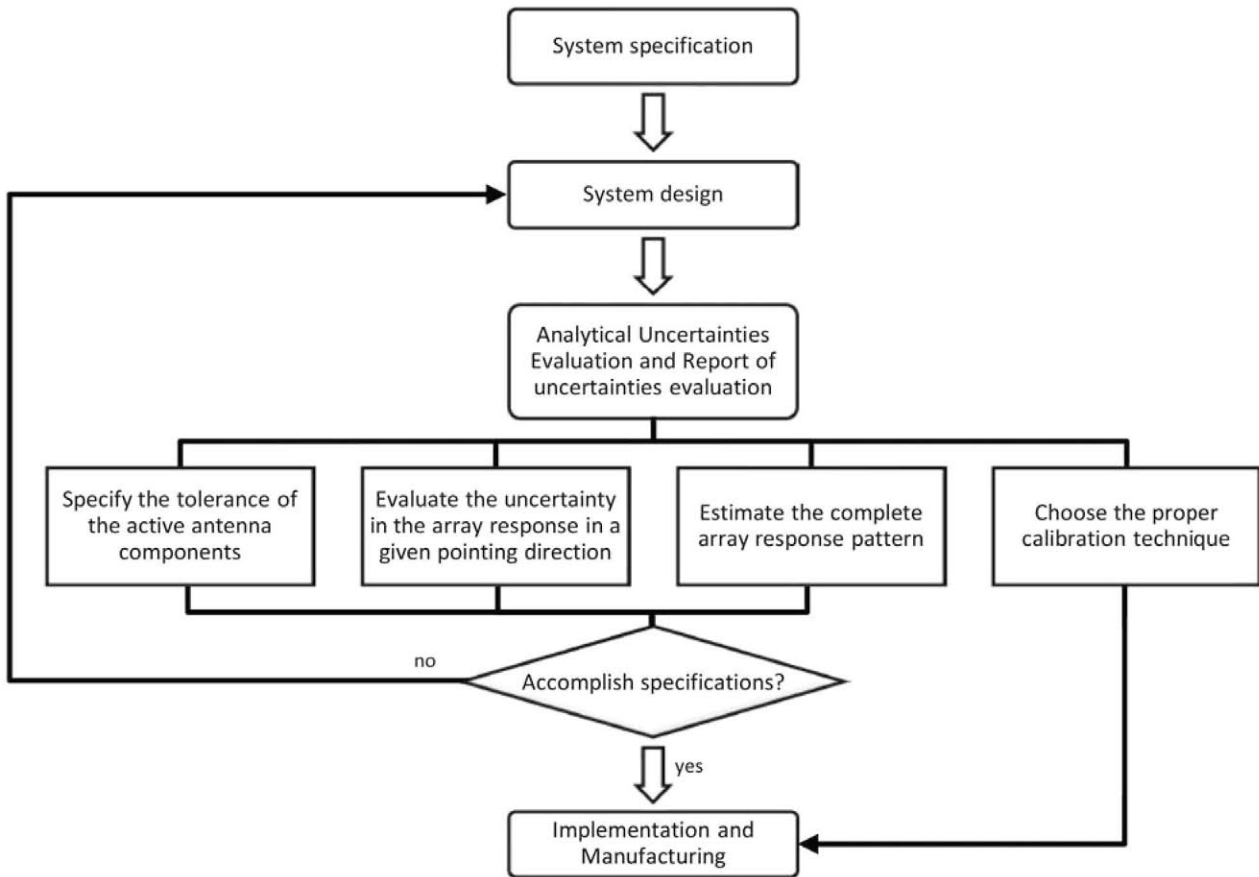 System specification
System design
Analytical Uncertainties
Evaluation and Report of
uncertainties evaluation
Specify the tolerance of
the active antenna
components
Evaluate the uncertainty
in the array response in a
given pointing direction
Estimate the complete
array response pattern
Choose the proper
calibration technique
no
Accomplish specifications?
yes
Implementation and
Manufacturing